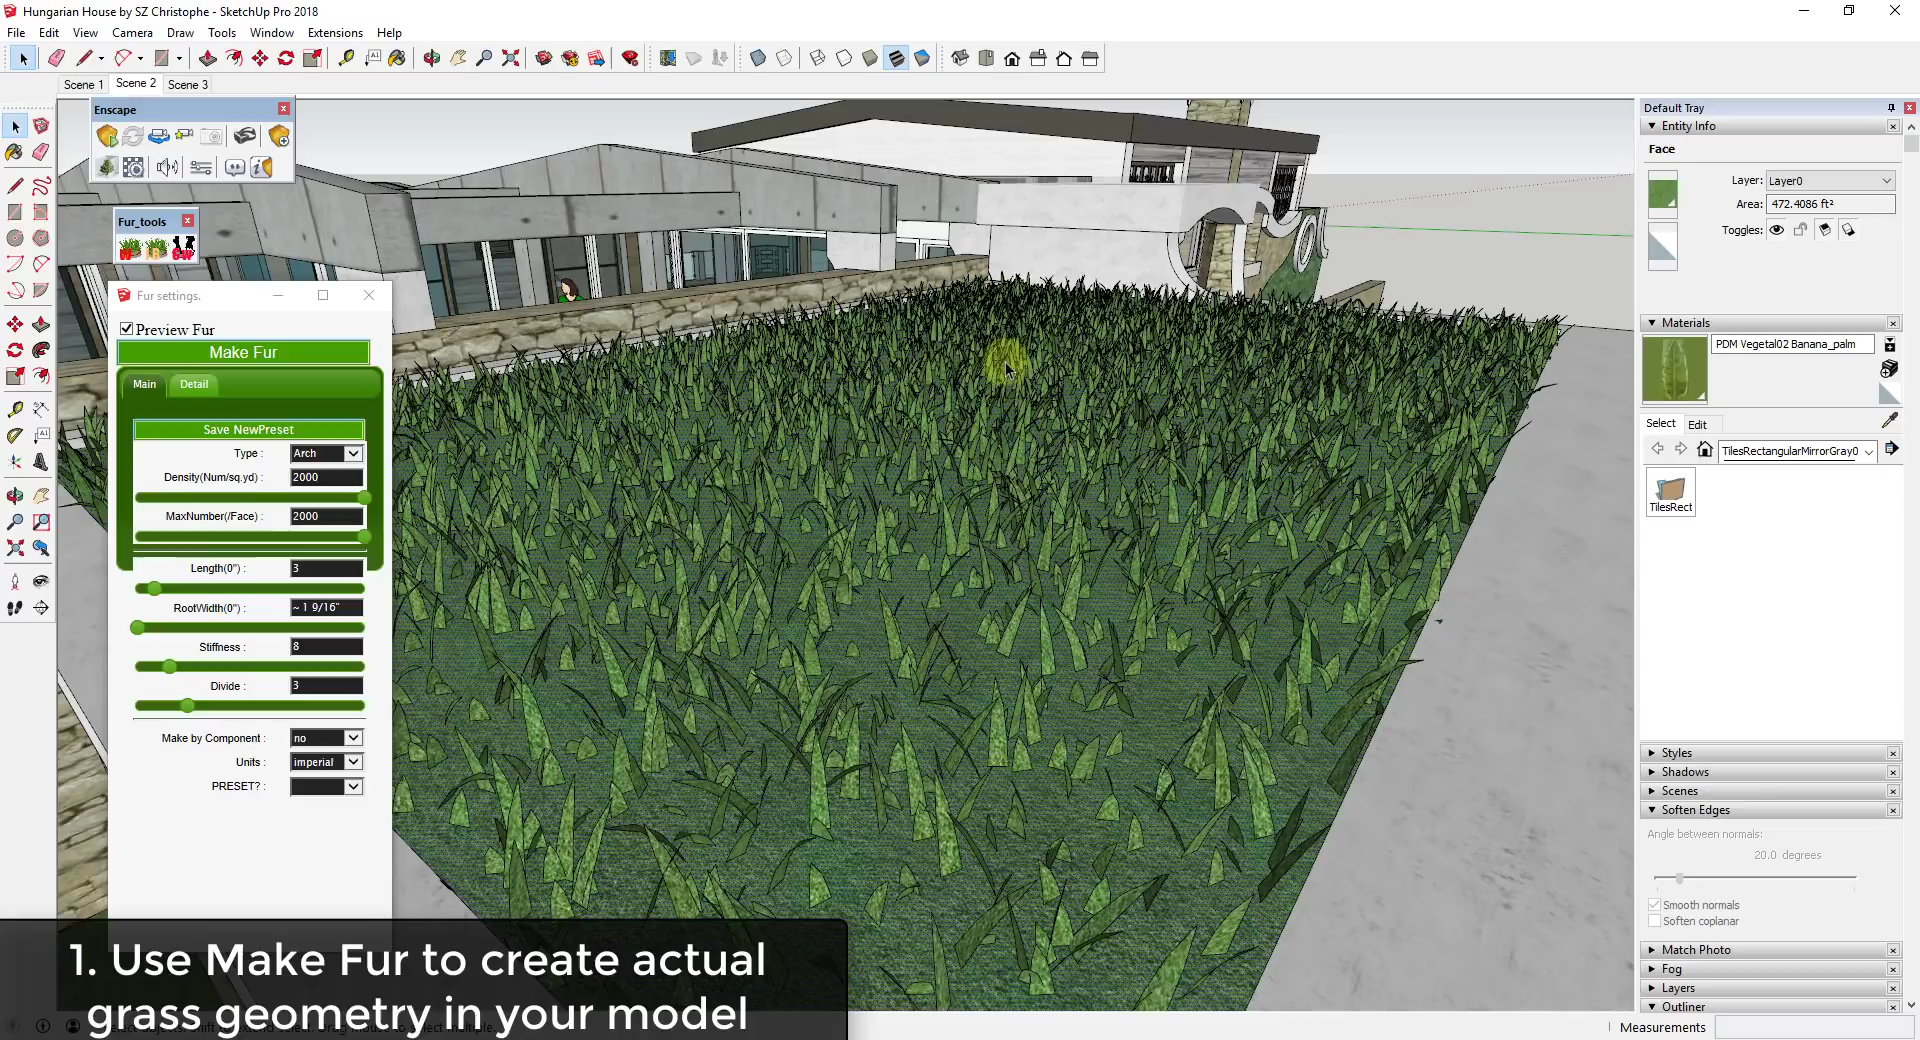 Hungarian House by SZ Christophe - SketchUp Pro 2018
File Edit View Camera Draw Tools Window Extensions Help
Scene 1 Scene 2 Scene 3
Enscape
Fur_tools
Fur settings.
Preview Fur
Make Fur
Main Detail
Save NewPreset
Type : Arch
Density(Num/sq.yd) : 2000
MaxNumber(/Face) : 2000
Length(0") : 3
RootWidth(0") : ~ 1 9/16"
Stiffness : 8
Divide : 3
Make by Component : no
Units : imperial
PRESET? :
Default Tray
Entity Info
Face
Layer: Layer0
Area: 472.4086 ft²
Toggles:
Materials
PDM Vegetal02 Banana_palm
Select Edit
TilesRectangularMirrorGray0
TilesRect
Styles
Shadows
Scenes
Soften Edges
Angle between normals:
20.0 degrees
Smooth normals
Soften coplanar
Match Photo
Fog
Layers
Outliner
Measurements
1. Use Make Fur to create actual
grass geometry in your model